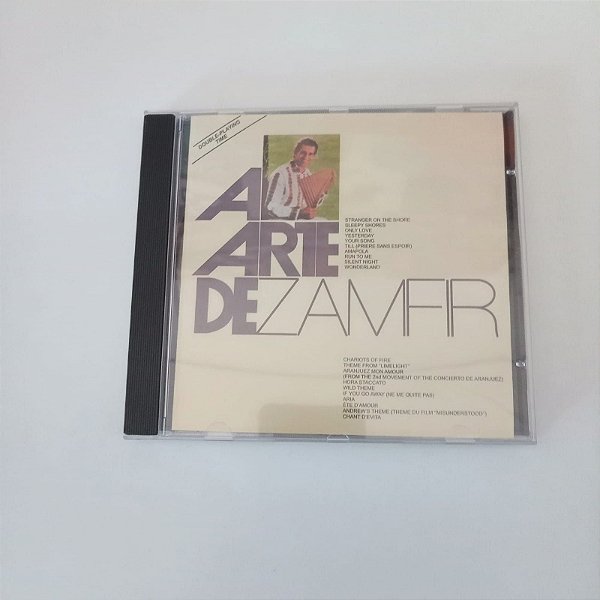 DOUBLE-PLAYING
TIME
A
ARTE
DE ZAMFIR
STRANGER ON THE SHORE
SLEEPY SHORES
ONLY LOVE
YESTERDAY
YOUR SONG
TILL (PRIERE SANS ESPOIR)
AMAPOLA
RUN TO ME
SILENT NIGHT
WONDERLAND
CHARIOTS OF FIRE
THEME FROM "LIMELIGHT"
ARANJUEZ MON AMOUR
(FROM THE 2nd MOVEMENT OF THE CONCIERTO DE ARANJUEZ)
HORA STACCATO
WILD THEME
IF YOU GO AWAY (NE ME QUITE PAS)
ARIA
ETE D'AMOUR
ANDREW'S THEME (THEME DU FILM "MISUNDERSTOOD")
CHANT D'EVITA